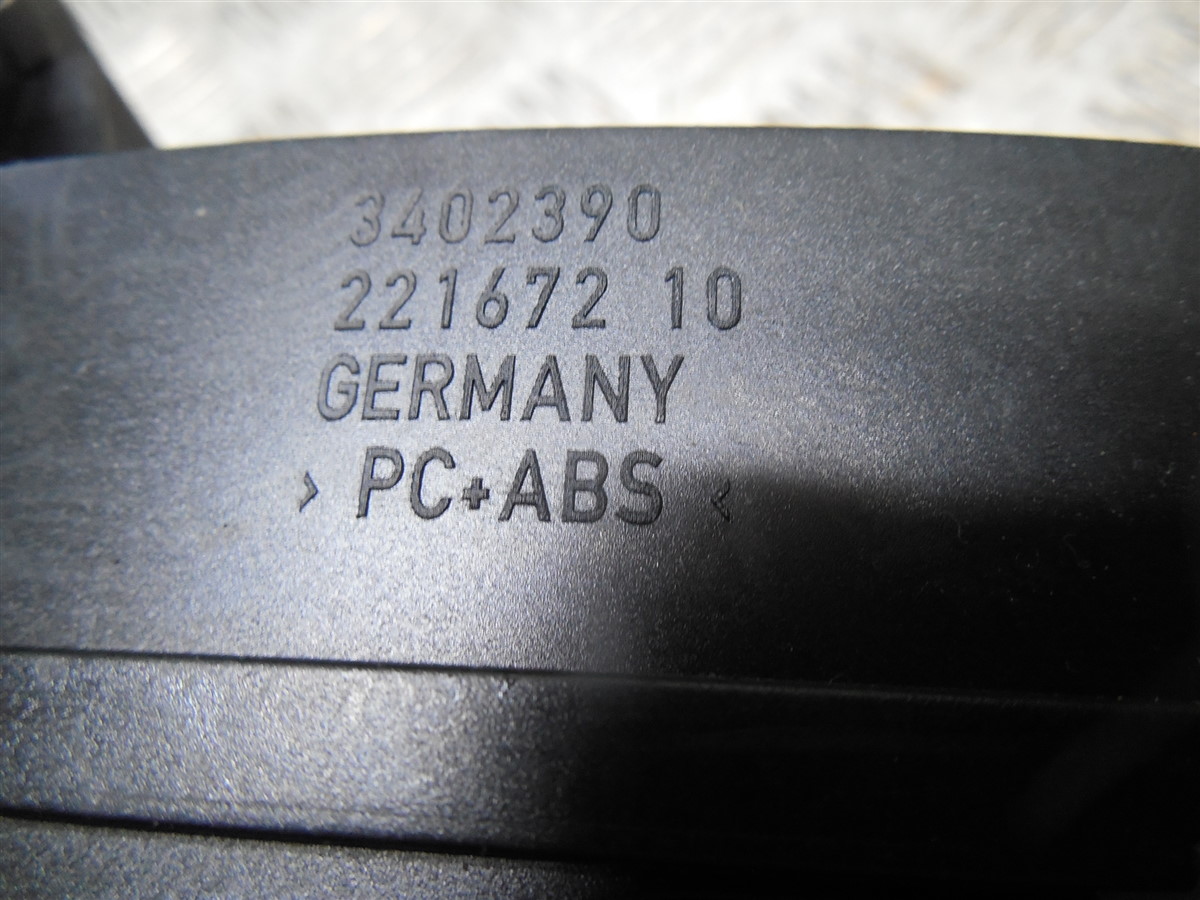 3402390
221672 10
GERMANY
> PC+ABS <